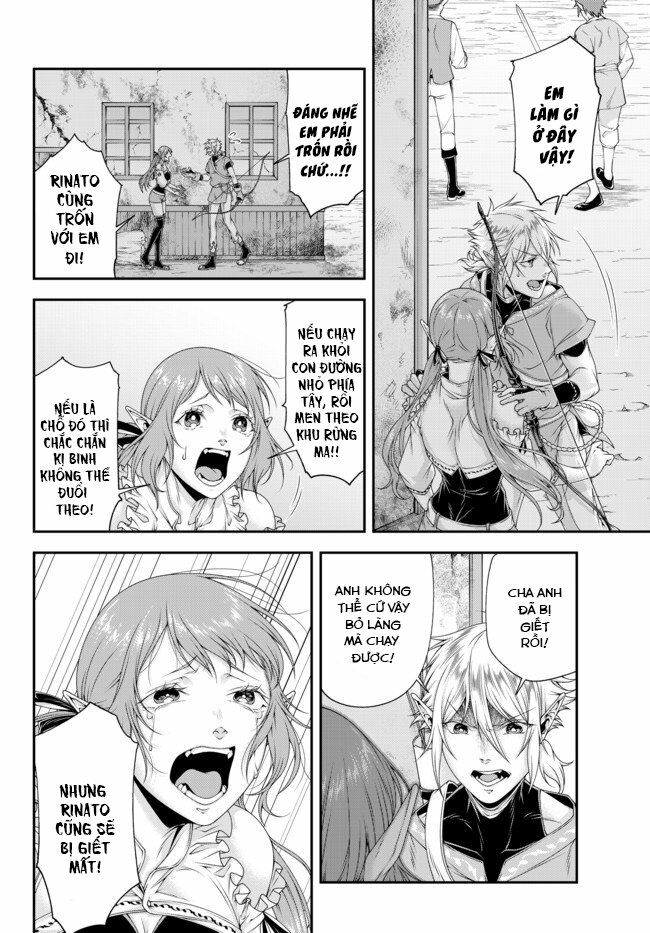 EM
LÀM GÌ
Ở ĐÂY
VẬY!
ĐÁNG NHẼ
EM PHẢI
TRỐN RỒI
CHỨ...!!
RINATO
CÙNG
TRỐN
VỚI EM
ĐI!
NẾU CHẠY
RA KHỎI
CON ĐƯỜNG
NHỎ PHÍA
TÂY, RỒI
MEN THEO
KHU RỪNG
MA!!
NẾU LÀ
CHỖ ĐÓ THÌ
CHẮC CHẮN
KỊ BINH
KHÔNG THỂ
ĐUỔI
THEO!
CHA ANH
ĐÃ BỊ
GIẾT
RỒI!
ANH KHÔNG
THỂ CỨ VẬY
BỎ LÀNG
MÀ CHẠY
ĐƯỢC!
NHƯNG
RINATO
CŨNG SẼ
BỊ GIẾT
MẤT!